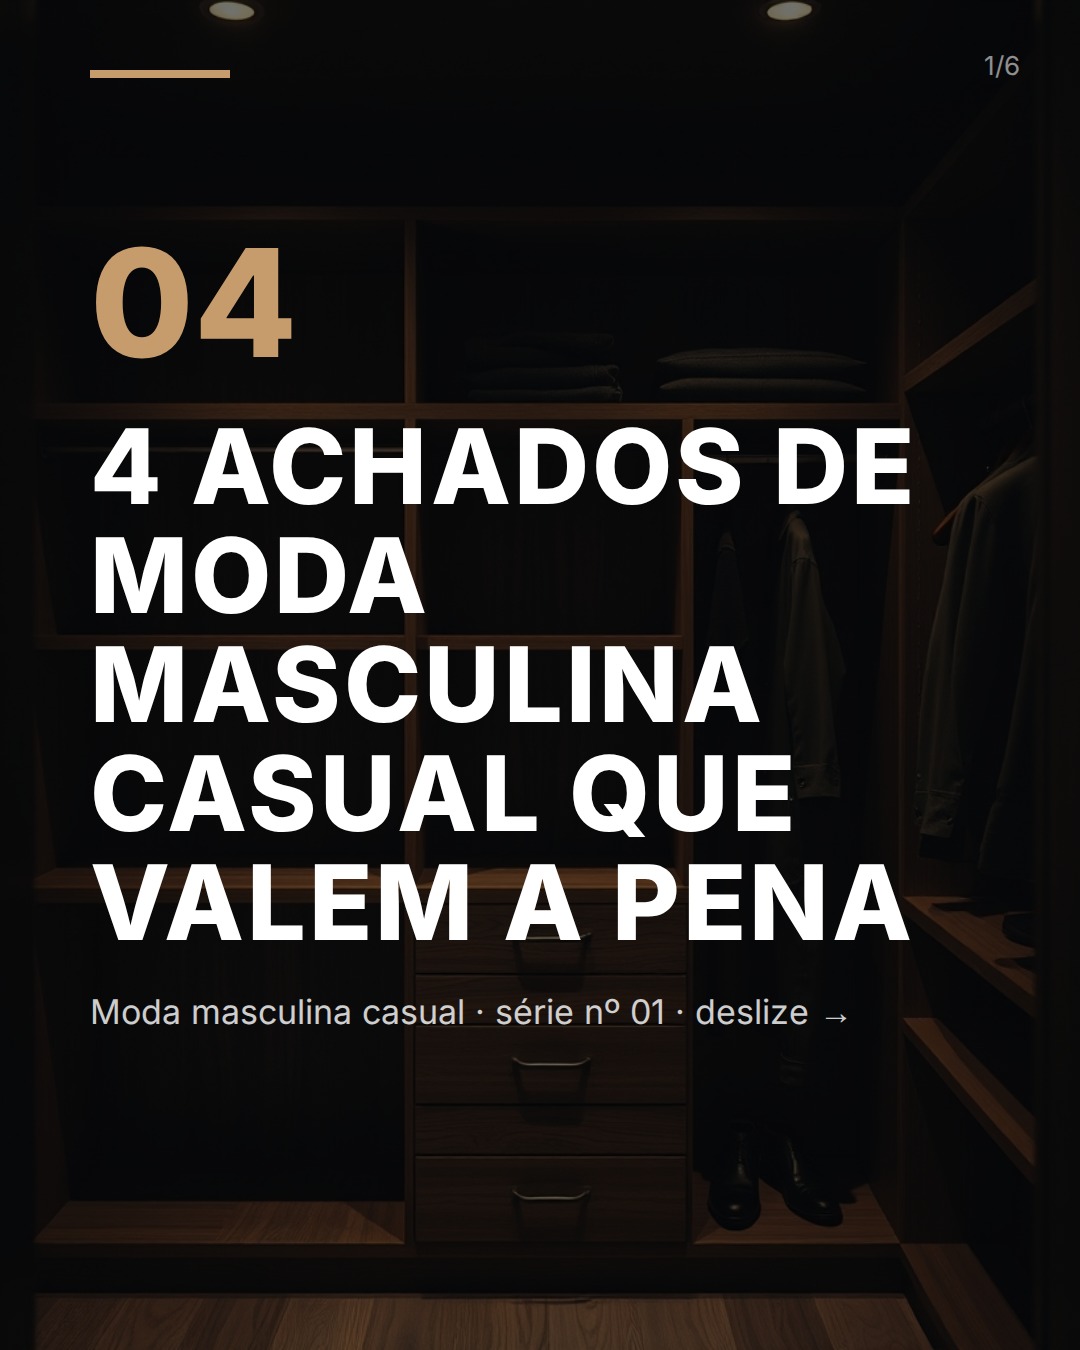 1/6
04
4 ACHADOS DE
MODA
MASCULINA
CASUAL QUE
VALEM A PENA
Moda masculina casual · série nº 01 · deslize →